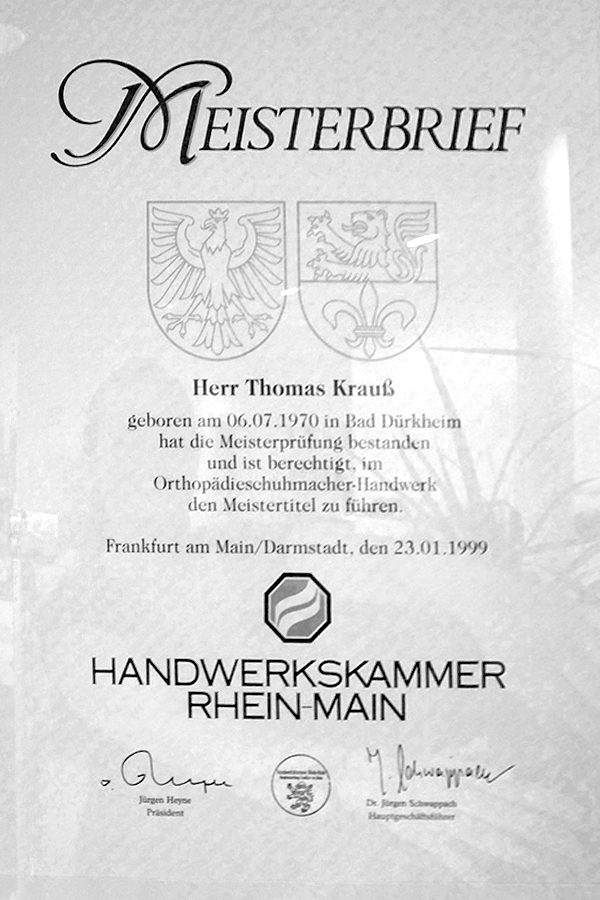 MEISTERBRIEF
Herr Thomas Krauß
geboren am 06.07.1970 in Bad Dürkheim
hat die Meisterprüfung bestanden
und ist berechtigt, im
Orthopädieschuhmacher-Handwerk
den Meistertitel zu führen.
Frankfurt am Main/Darmstadt, den 23.01.1999
HANDWERKSKAMMER
RHEIN-MAIN
J. Schwappach
Jürgen Heyne
Präsident
Dr. Jürgen Schwappach
Hauptgeschäftsführer